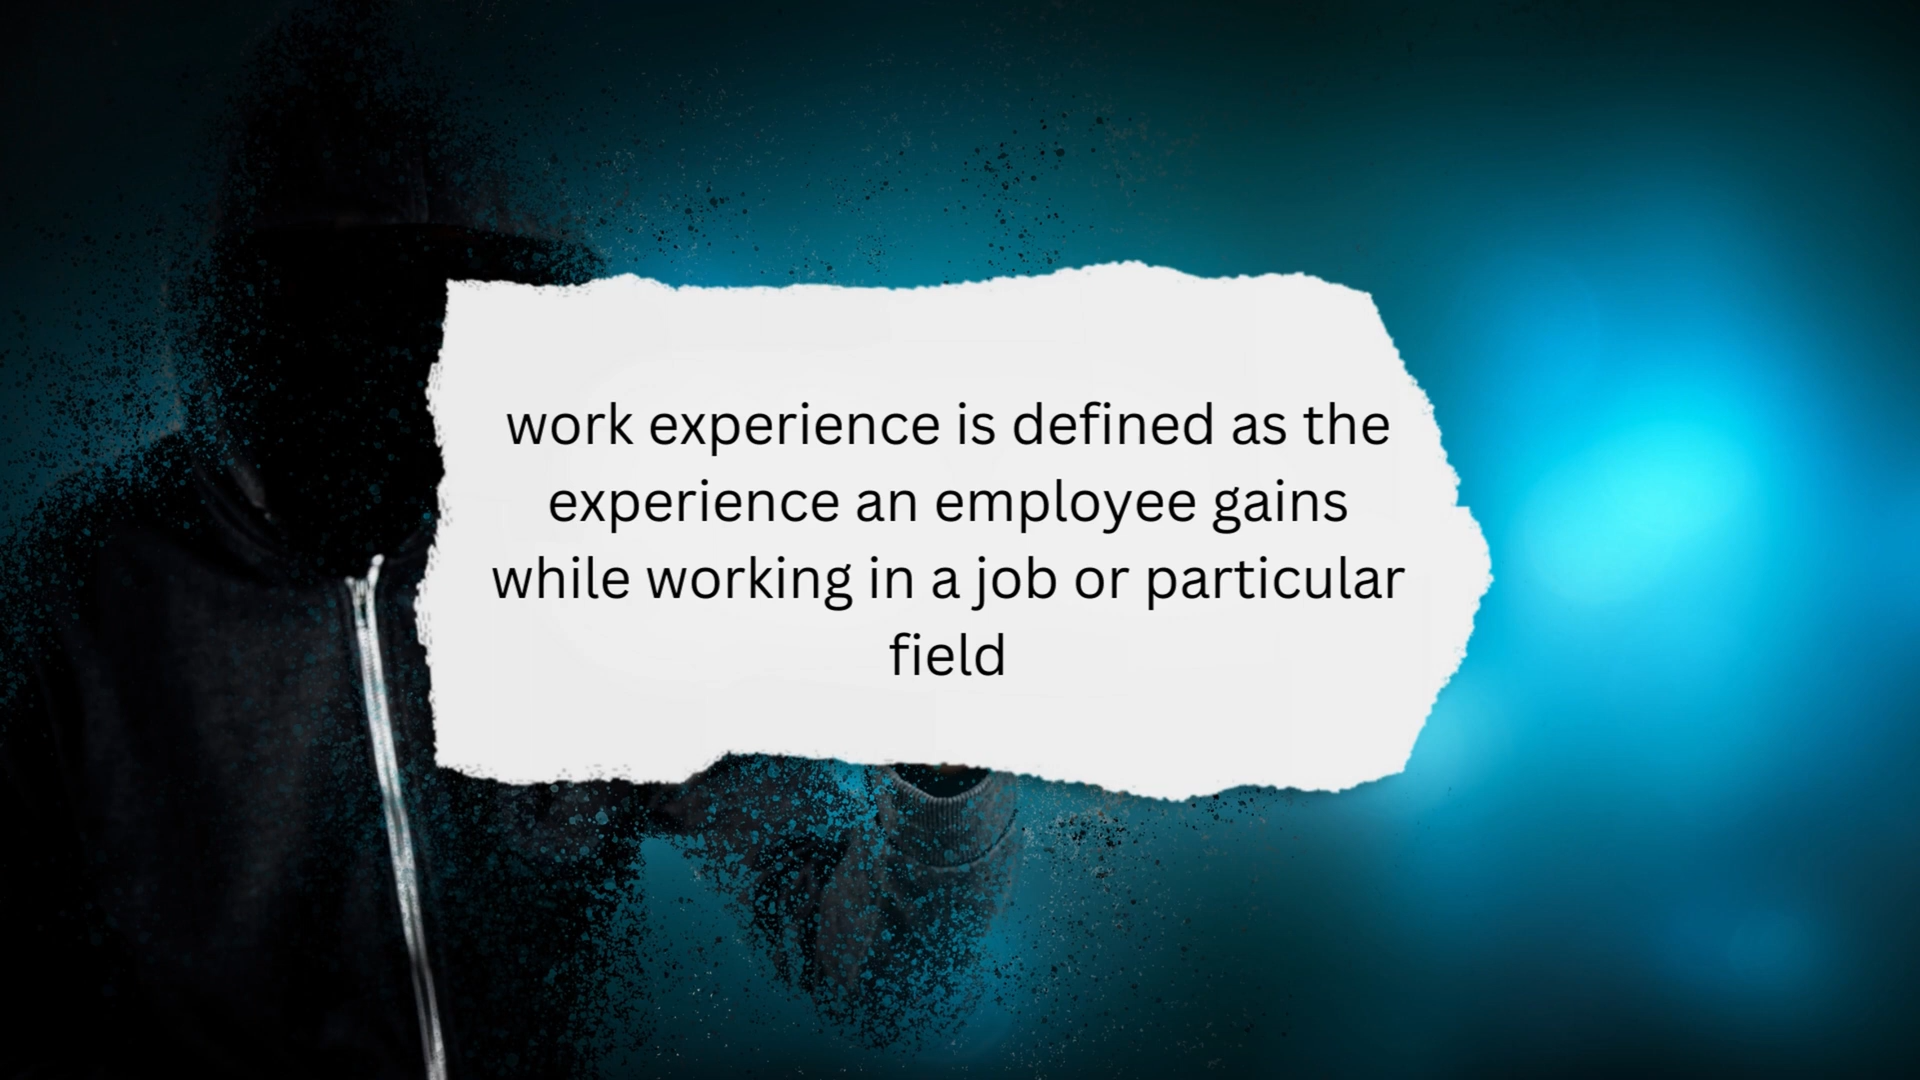 work experience is defined as the
experience an employee gains
while working in a job or particular
field